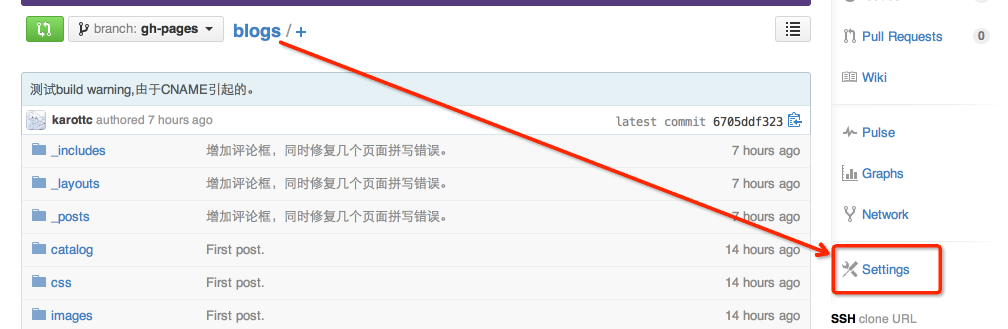 branch: gh-pages blogs / +
测试build warning,由于CNAME引起的。
karottc authored 7 hours ago latest commit 6705ddf323
_includes 增加评论框，同时修复几个页面拼写错误。 7 hours ago
_layouts 增加评论框，同时修复几个页面拼写错误。 7 hours ago
_posts 增加评论框，同时修复几个页面拼写错误。 7 hours ago
catalog First post. 14 hours ago
css First post. 14 hours ago
images First post. 14 hours ago
Pull Requests 0
Wiki
Pulse
Graphs
Network
Settings
SSH clone URL